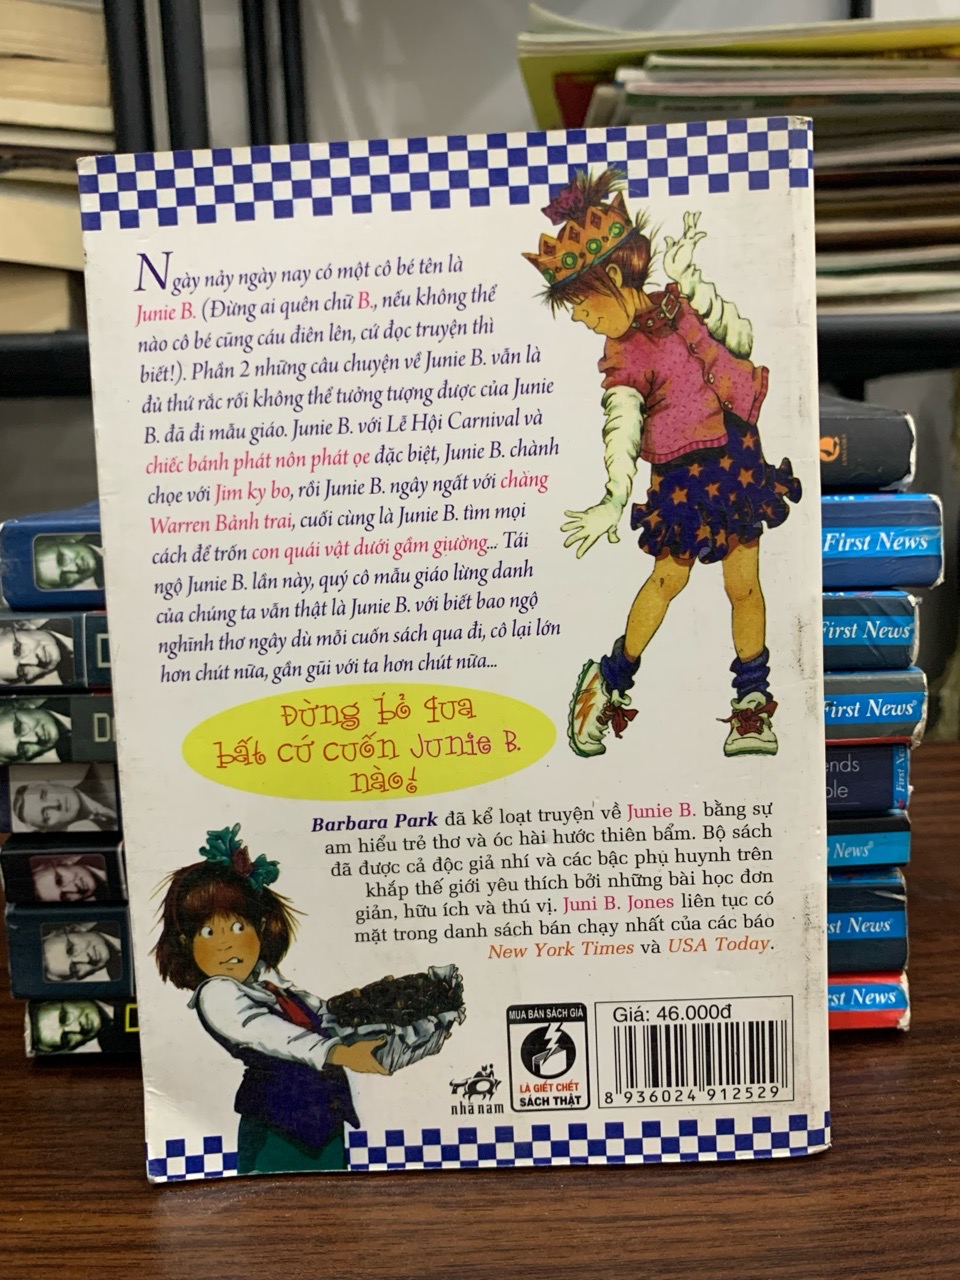 Ngày nảy ngày nay có một cô bé tên là
Junie B. (Đừng ai quên chữ B., nếu không thể
nào cô bé cũng cáu điên lên, cứ đọc truyện thì
biết!). Phần 2 những câu chuyện về Junie B. vẫn là
đủ thứ rắc rối không thể tưởng tượng được của Junie
B. đã đi mẫu giáo. Junie B. với Lễ Hội Carnival và
chiếc bánh phát nôn phát ọe đặc biệt, Junie B. chành
chọe với Jim ky bo, rồi Junie B. ngây ngất với chàng
Warren Bảnh trai, cuối cùng là Junie B. tìm mọi
cách để trốn con quái vật dưới gầm giường... Tái
ngộ Junie B. lần này, quý cô mẫu giáo lừng danh
của chúng ta vẫn thật là Junie B. với biết bao ngộ
nghĩnh thơ ngây dù mỗi cuốn sách qua đi, cô lại lớn
hơn chút nữa, gần gũi với ta hơn chút nữa...
Đừng bỏ qua
bất cứ cuốn Junie B.
nào!
Barbara Park đã kể loạt truyện về Junie B. bằng sự
am hiểu trẻ thơ và óc hài hước thiên bẩm. Bộ sách
đã được cả độc giả nhí và các bậc phụ huynh trên
khắp thế giới yêu thích bởi những bài học đơn
giản, hữu ích và thú vị. Juni B. Jones liên tục có
mặt trong danh sách bán chạy nhất của các báo
New York Times và USA Today.
nhã nam
MUA BÁN SÁCH GIẢ
LÀ GIẾT CHẾT
SÁCH THẬT
Giá: 46.000đ
8 936024 912529
First News
First News
First News
First News
News
st News
st News